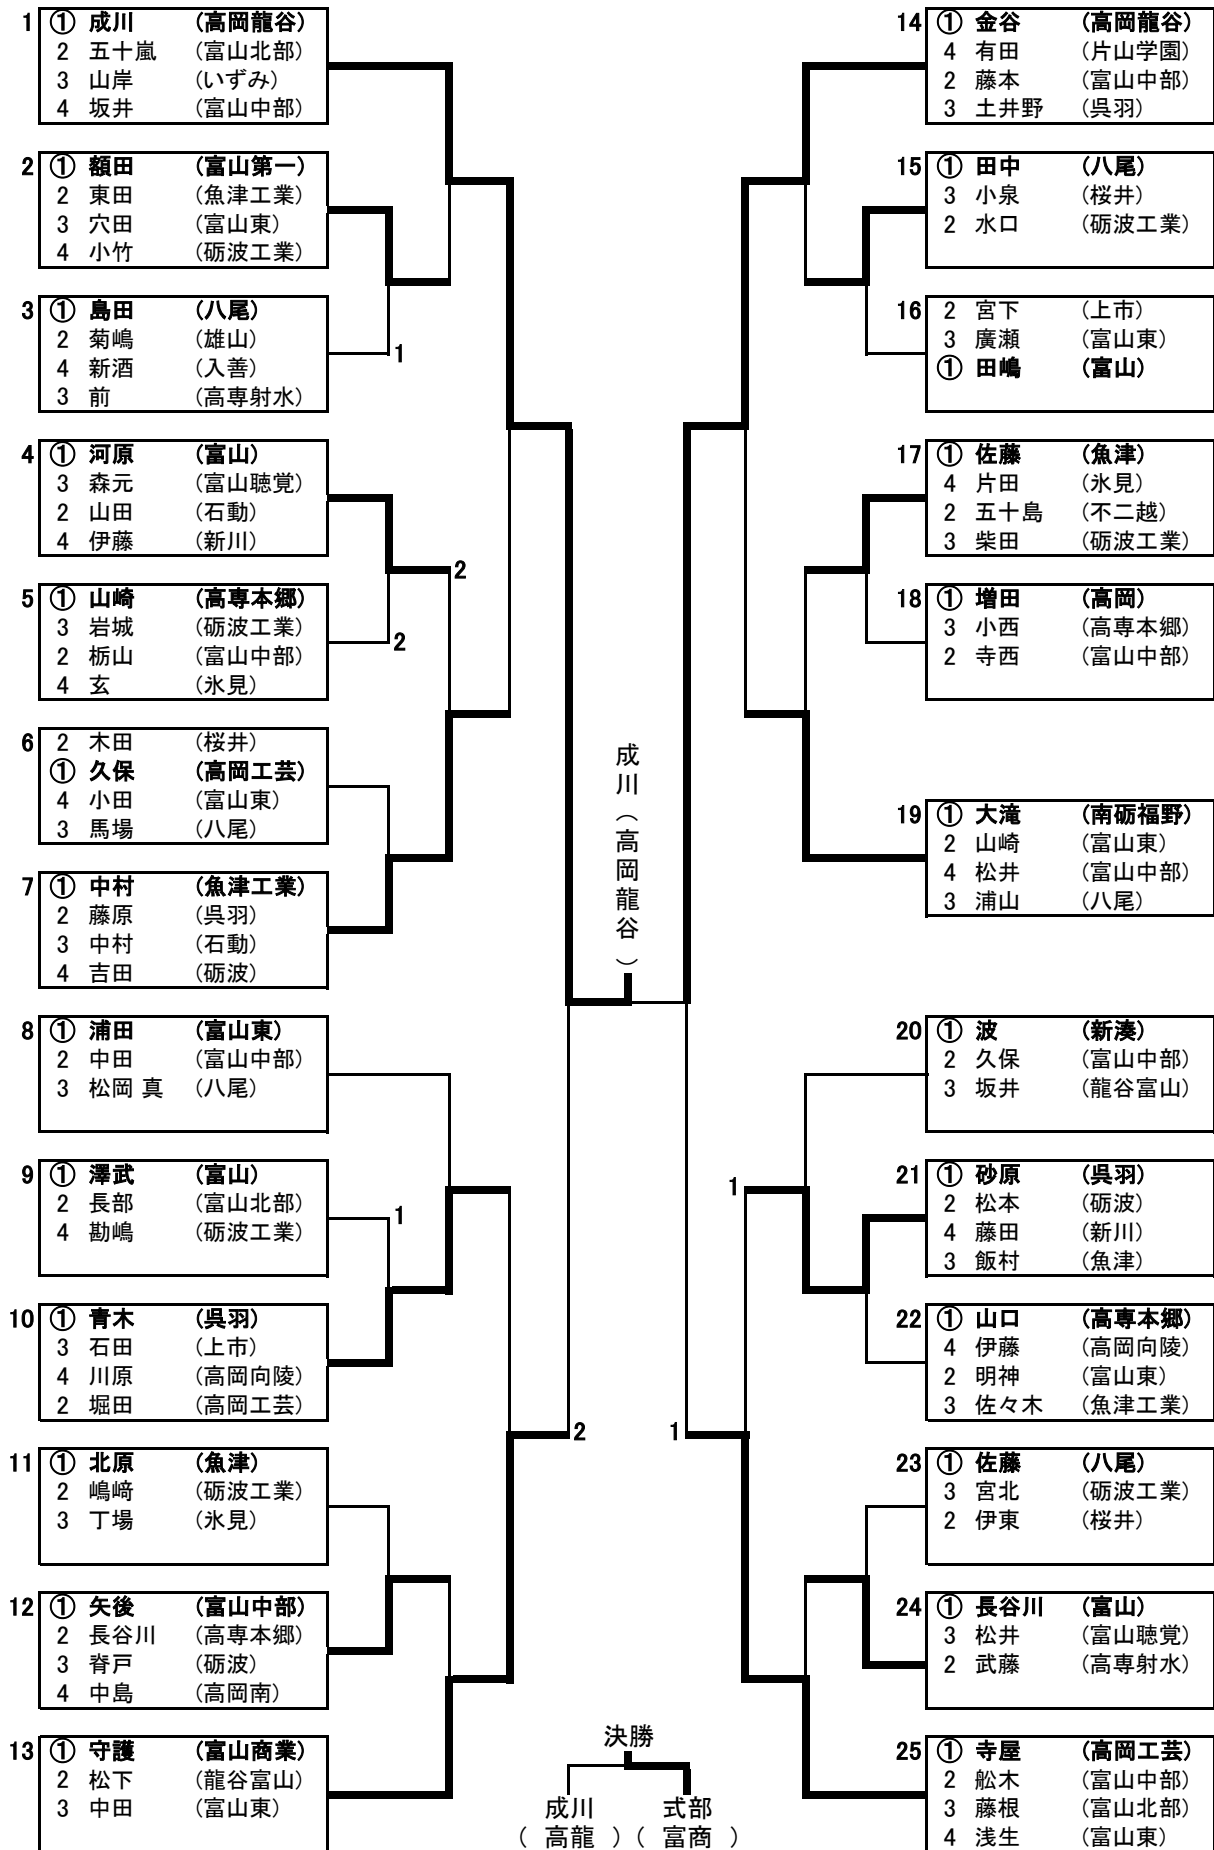 1 ① 成川 (高岡龍谷)
2 五十嵐 (富山北部)
3 山岸 (いずみ)
4 坂井 (富山中部)
2 ① 額田 (富山第一)
2 東田 (魚津工業)
3 穴田 (富山東)
4 小竹 (砺波工業)
3 ① 島田 (八尾)
2 菊嶋 (雄山)
4 新酒 (入善)
3 前 (高専射水)
1
4 ① 河原 (富山)
3 森元 (富山聴覚)
2 山田 (石動)
4 伊藤 (新川)
2
5 ① 山崎 (高専本郷)
3 岩城 (砺波工業)
2 栃山 (富山中部)
4 玄 (氷見)
2
6 2 木田 (桜井)
① 久保 (高岡工芸)
4 小田 (富山東)
3 馬場 (八尾)
7 ① 中村 (魚津工業)
2 藤原 (呉羽)
3 中村 (石動)
4 吉田 (砺波)
8 ① 浦田 (富山東)
2 中田 (富山中部)
3 松岡 真 (八尾)
9 ① 澤武 (富山)
2 長部 (富山北部)
4 勘嶋 (砺波工業)
1
10 ① 青木 (呉羽)
3 石田 (上市)
4 川原 (高岡向陵)
2 堀田 (高岡工芸)
2
11 ① 北原 (魚津)
2 嶋﨑 (砺波工業)
3 丁場 (氷見)
12 ① 矢後 (富山中部)
2 長谷川 (高専本郷)
3 脊戸 (砺波)
4 中島 (高岡南)
13 ① 守護 (富山商業)
2 松下 (龍谷富山)
3 中田 (富山東)
成川(高岡龍谷)
決勝
成川 式部
( 高龍 )( 富商 )
14 ① 金谷 (高岡龍谷)
4 有田 (片山学園)
2 藤本 (富山中部)
3 土井野 (呉羽)
15 ① 田中 (八尾)
3 小泉 (桜井)
2 水口 (砺波工業)
16 2 宮下 (上市)
3 廣瀬 (富山東)
① 田嶋 (富山)
17 ① 佐藤 (魚津)
4 片田 (氷見)
2 五十島 (不二越)
3 柴田 (砺波工業)
18 ① 増田 (高岡)
3 小西 (高専本郷)
2 寺西 (富山中部)
19 ① 大滝 (南砺福野)
2 山崎 (富山東)
4 松井 (富山中部)
3 浦山 (八尾)
20 ① 波 (新湊)
2 久保 (富山中部)
3 坂井 (龍谷富山)
1
21 ① 砂原 (呉羽)
2 松本 (砺波)
4 藤田 (新川)
3 飯村 (魚津)
22 ① 山口 (高専本郷)
4 伊藤 (高岡向陵)
2 明神 (富山東)
3 佐々木 (魚津工業)
1
23 ① 佐藤 (八尾)
3 宮北 (砺波工業)
2 伊東 (桜井)
24 ① 長谷川 (富山)
3 松井 (富山聴覚)
2 武藤 (高専射水)
25 ① 寺屋 (高岡工芸)
2 舩木 (富山中部)
3 藤根 (富山北部)
4 浅生 (富山東)